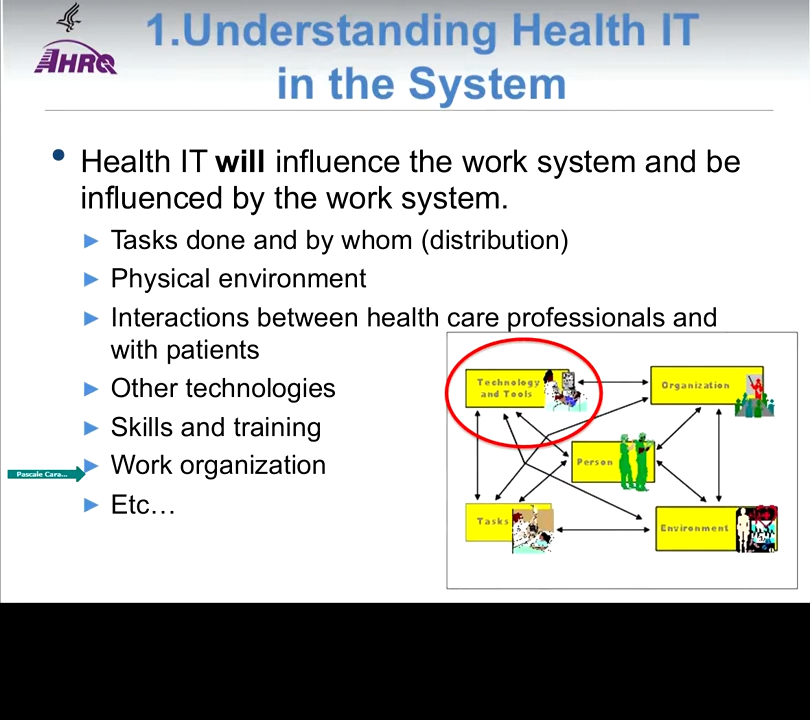 AHRQ
1.Understanding Health IT
in the System
• Health IT will influence the work system and be
influenced by the work system.
► Tasks done and by whom (distribution)
► Physical environment
► Interactions between health care professionals and
with patients
► Other technologies
► Skills and training
► Work organization
► Etc…
Pascale Cara...
Technology
and Tools
Organization
Person
Tasks
Environment